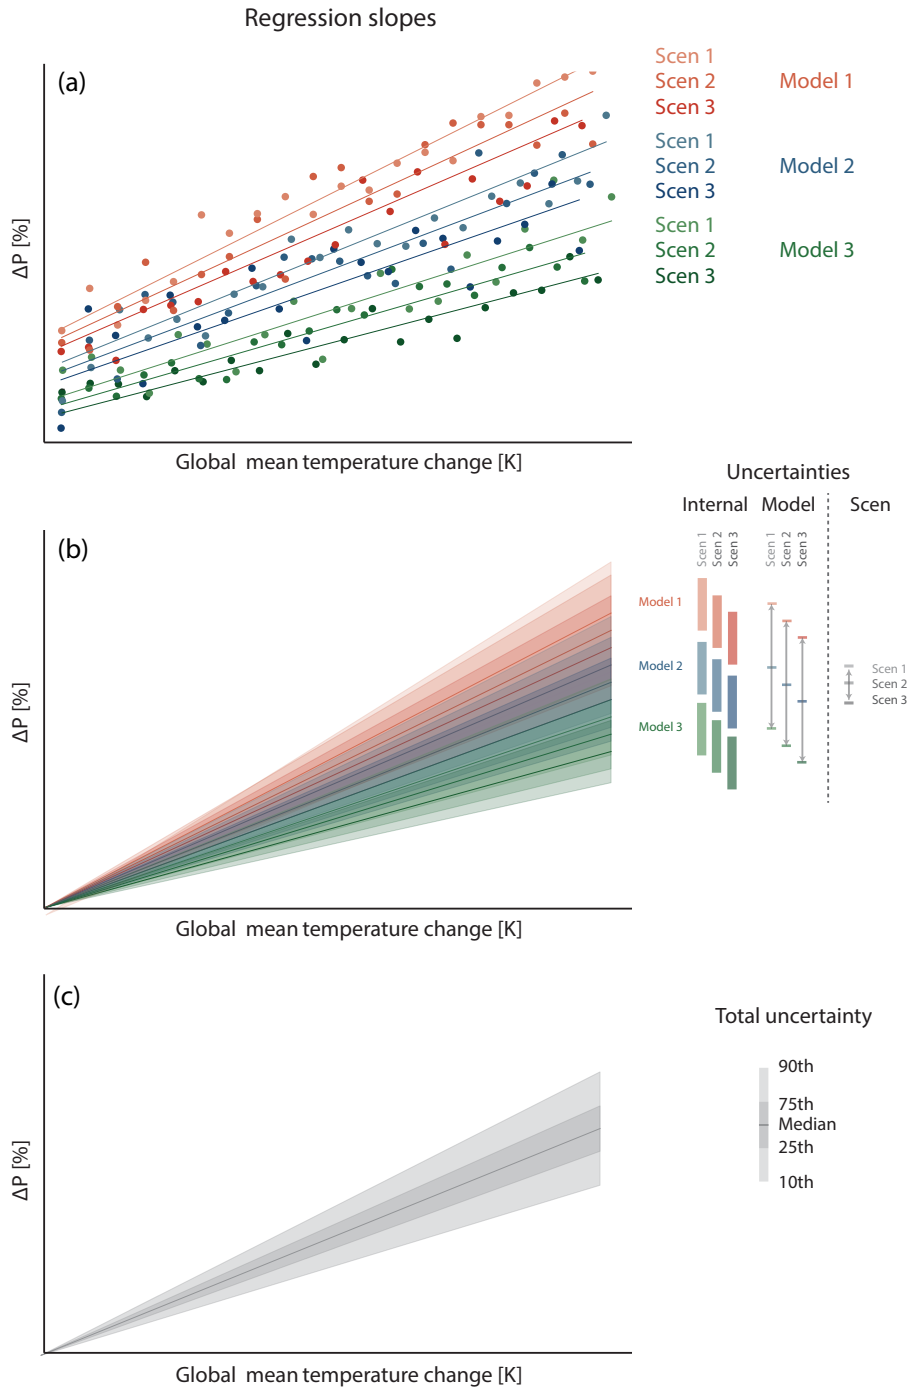 Regression slopes
(a)
Scen 1
Scen 2 Model 1
Scen 3
Scen 1
Scen 2 Model 2
Scen 3
Scen 1
Scen 2 Model 3
Scen 3
ΔP [%]
Global mean temperature change [K]
Uncertainties
Internal Model Scen
(b)
Scen 1 Scen 2 Scen 3 Scen 1 Scen 2 Scen 3
Model 1
Model 2
Model 3
Scen 1
Scen 2
Scen 3
ΔP [%]
Global mean temperature change [K]
(c)
Total uncertainty
90th
75th
Median
25th
10th
ΔP [%]
Global mean temperature change [K]